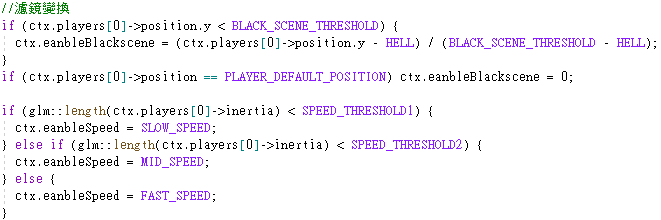 //濾鏡變換
if (ctx.players[0]->position.y < BLACK_SCENE_THRESHOLD) {
  ctx.eanbleBlackscene = (ctx.players[0]->position.y - HELL) / (BLACK_SCENE_THRESHOLD - HELL);
}
if (ctx.players[0]->position == PLAYER_DEFAULT_POSITION) ctx.eanbleBlackscene = 0;

if (glm::length(ctx.players[0]->inertia) < SPEED_THRESHOLD1) {
  ctx.eanbleSpeed = SLOW_SPEED;
} else if (glm::length(ctx.players[0]->inertia) < SPEED_THRESHOLD2) {
  ctx.eanbleSpeed = MID_SPEED;
} else {
  ctx.eanbleSpeed = FAST_SPEED;
}